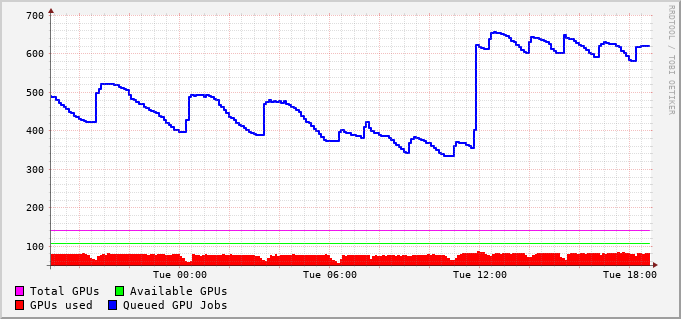 700
600
500
400
300
200
100
Tue 00:00 Tue 06:00 Tue 12:00 Tue 18:00
Total GPUs Available GPUs
GPUs used Queued GPU Jobs
RRDTOOL / TOBI OETIKER